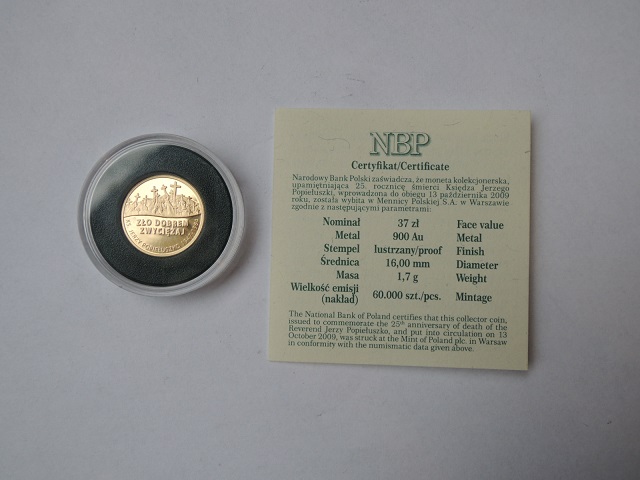 ZŁO DOBREM
ZWYCIĘŻAJ
NBP
Certyfikat/Certificate
Narodowy Bank Polski zaświadcza, że moneta kolekcjonerska,
upamiętniająca 25. rocznicę śmierci Księdza Jerzego
Popiełuszki, wprowadzona do obiegu 13 października 2009
roku, została wybita w Mennicy Polskiej S.A. w Warszawie
zgodnie z następującymi parametrami:
Nominał 37 zł Face value
Metal 900 Au Metal
Stempel lustrzany/proof Finish
Średnica 16,00 mm Diameter
Masa 1,7 g Weight
Wielkość emisji
(nakład) 60.000 szt./pcs. Mintage
The National Bank of Poland certifies that this collector coin,
issued to commemorate the 25th anniversary of death of the
Reverend Jerzy Popiełuszko, and put into circulation on 13
October 2009, was struck at the Mint of Poland plc. in Warsaw
in conformity with the numismatic data given above.